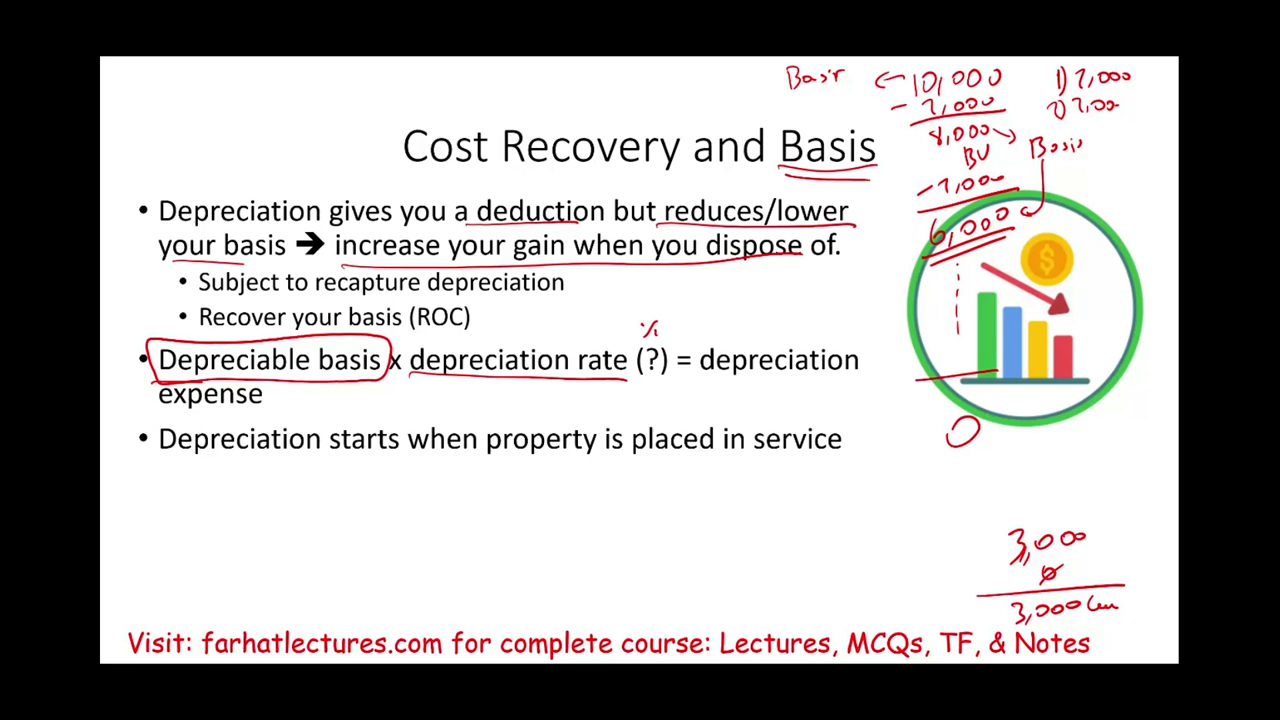 Basis ← 10,000 1) 2,000
- 2,000 2) 2,00
8,000 →
BV Basis
Cost Recovery and Basis
- 2,000
6,000
• Depreciation gives you a deduction but reduces/lower
your basis ➔ increase your gain when you dispose of.
• Subject to recapture depreciation
• Recover your basis (ROC)
%
• Depreciable basis x depreciation rate (?) = depreciation
expense
0
• Depreciation starts when property is placed in service
3,000
0
3,000
Visit: farhatlectures.com for complete course: Lectures, MCQs, TF, & Notes